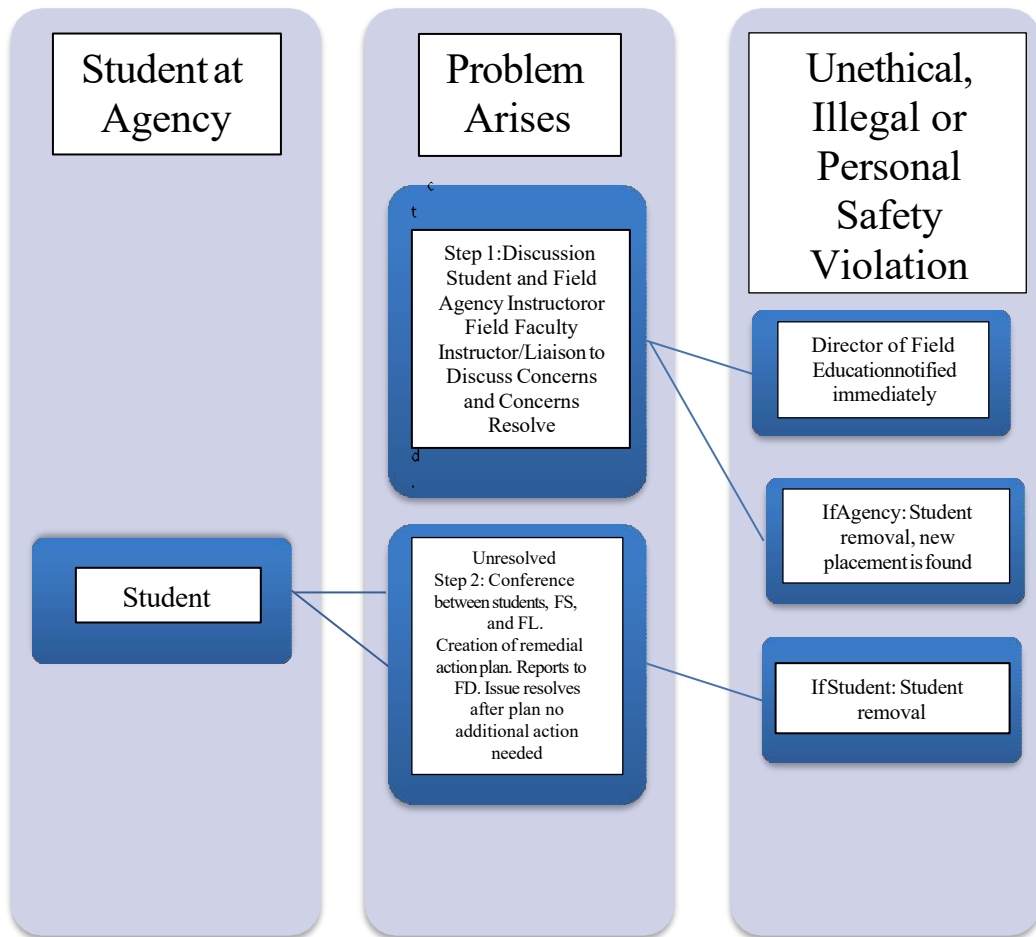 Student at
Agency
Student
Problem
Arises
c
t
Step 1:Discussion
Student and Field
Agency Instructoror
Field Faculty
Instructor/Liaison to
Discuss Concerns
and Concerns
Resolve
d
.
Unresolved
Step 2: Conference
between students, FS,
and FL.
Creation of remedial
action plan. Reports to
FD. Issue resolves
after plan no
additional action
needed
Unethical,
Illegal or
Personal
Safety
Violation
Director of Field
Educationnotified
immediately
IfAgency: Student
removal, new
placement is found
IfStudent: Student
removal